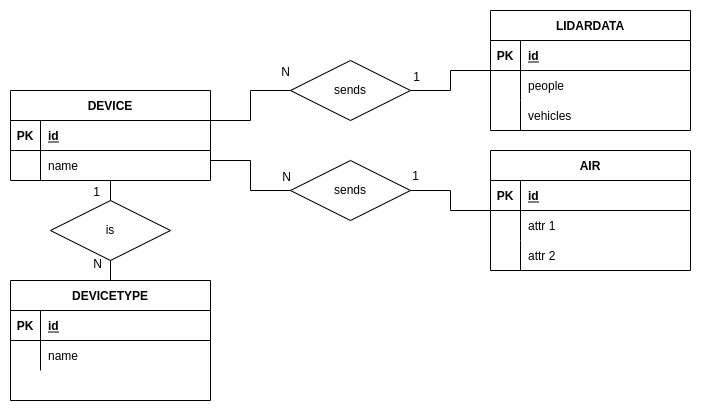 LIDARDATA
PK id
people
vehicles
N sends 1
DEVICE
PK id
name
N sends 1
AIR
PK id
attr 1
attr 2
1
is
N
DEVICETYPE
PK id
name